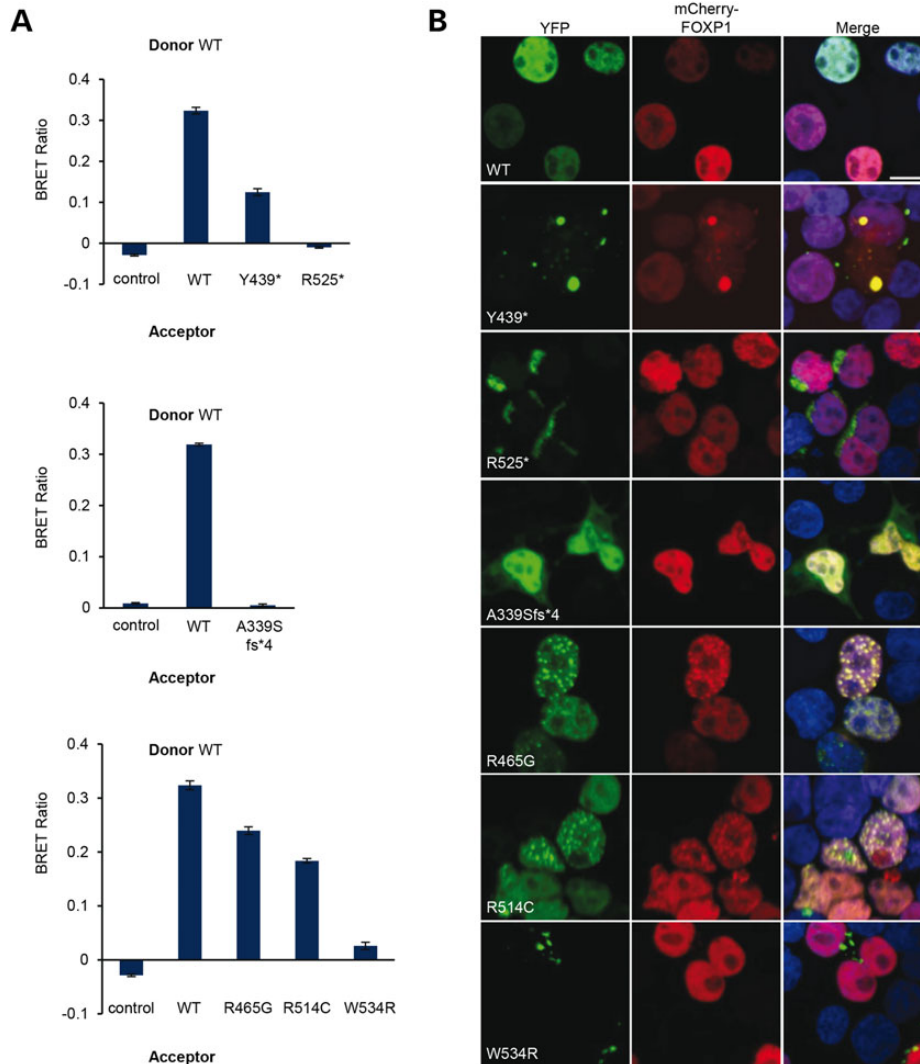 A
Donor WT
0.4
0.3
0.2
0.1
0
-0.1
BRET Ratio
control WT Y439* R525*
Acceptor
Donor WT
0.4
0.3
0.2
0.1
0
BRET Ratio
control WT A339S
fs*4
Acceptor
Donor WT
0.4
0.3
0.2
0.1
0
-0.1
BRET Ratio
control WT R465G R514C W534R
Acceptor
B
mCherry-
YFP FOXP1 Merge
WT
Y439*
R525*
A339Sfs*4
R465G
R514C
W534R